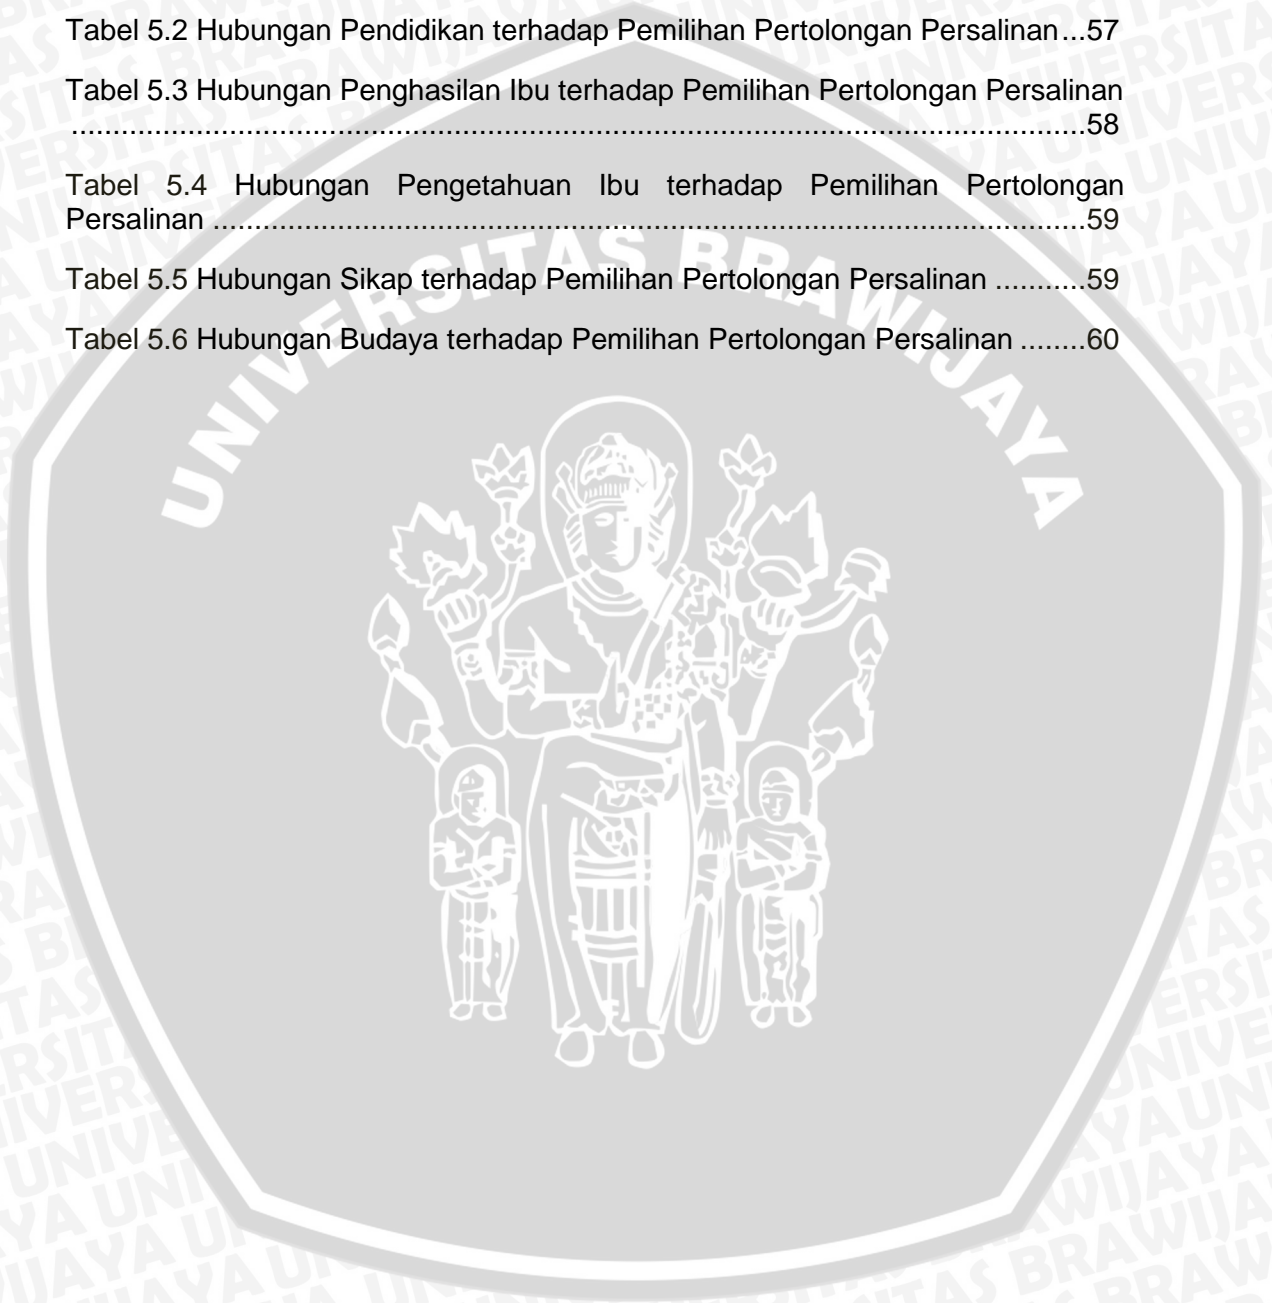 Tabel 5.2 Hubungan Pendidikan terhadap Pemilihan Pertolongan Persalinan...57
Tabel 5.3 Hubungan Penghasilan Ibu terhadap Pemilihan Pertolongan Persalinan
.........................................................................................................................58
Tabel 5.4 Hubungan Pengetahuan Ibu terhadap Pemilihan Pertolongan
Persalinan ........................................................................................................59
Tabel 5.5 Hubungan Sikap terhadap Pemilihan Pertolongan Persalinan ...........59
Tabel 5.6 Hubungan Budaya terhadap Pemilihan Pertolongan Persalinan ........60
UNIVERSITAS BRAWIJAYA